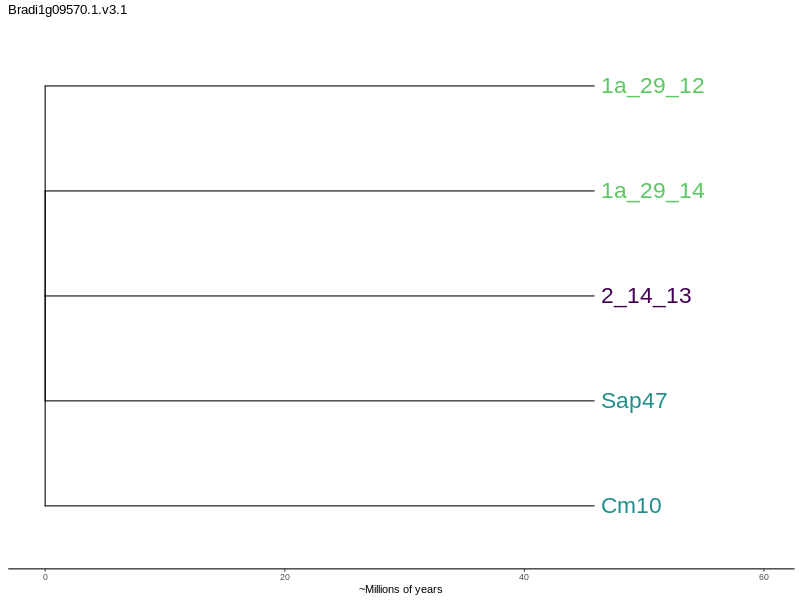 Bradi1g09570.1.v3.1
1a_29_12
1a_29_14
2_14_13
Sap47
Cm10
0 20 40 60
~Millions of years